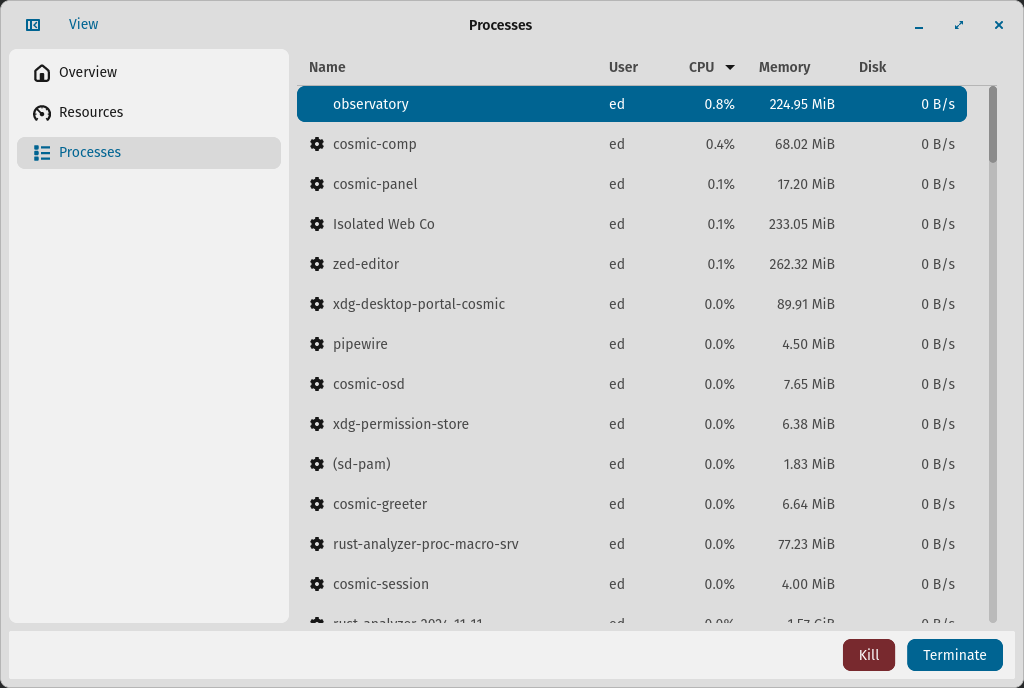 View
Processes
Overview
Resources
Processes
Name User CPU Memory Disk
observatory ed 0.8% 224.95 MiB 0 B/s
cosmic-comp ed 0.4% 68.02 MiB 0 B/s
cosmic-panel ed 0.1% 17.20 MiB 0 B/s
Isolated Web Co ed 0.1% 233.05 MiB 0 B/s
zed-editor ed 0.1% 262.32 MiB 0 B/s
xdg-desktop-portal-cosmic ed 0.0% 89.91 MiB 0 B/s
pipewire ed 0.0% 4.50 MiB 0 B/s
cosmic-osd ed 0.0% 7.65 MiB 0 B/s
xdg-permission-store ed 0.0% 6.38 MiB 0 B/s
(sd-pam) ed 0.0% 1.83 MiB 0 B/s
cosmic-greeter ed 0.0% 6.64 MiB 0 B/s
rust-analyzer-proc-macro-srv ed 0.0% 77.23 MiB 0 B/s
cosmic-session ed 0.0% 4.00 MiB 0 B/s
ed 0.0% 0 B/s
Kill Terminate